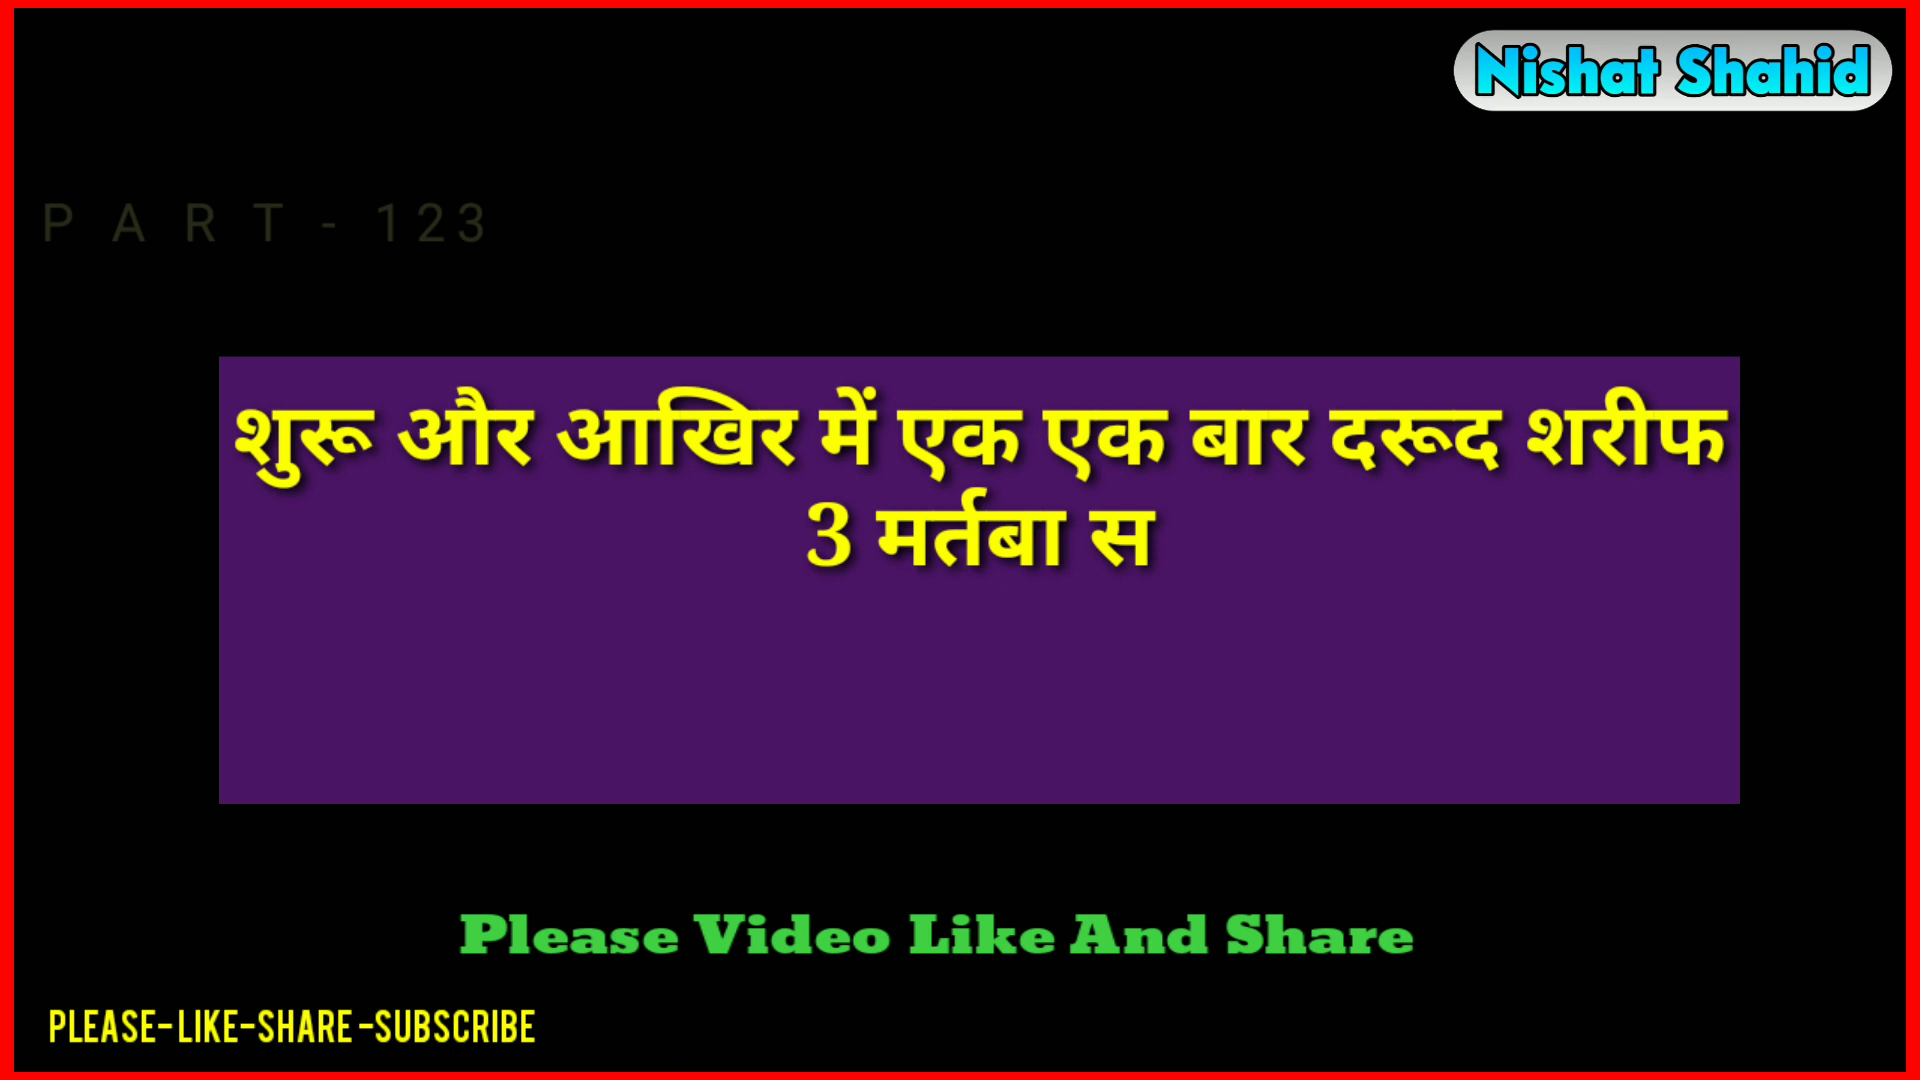 Nishat Shahid
PART-123
शुरू और आखिर में एक एक बार दरूद शरीफ
3 मर्तबा स
Please Video Like And Share
PLEASE-LIKE-SHARE-SUBSCRIBE